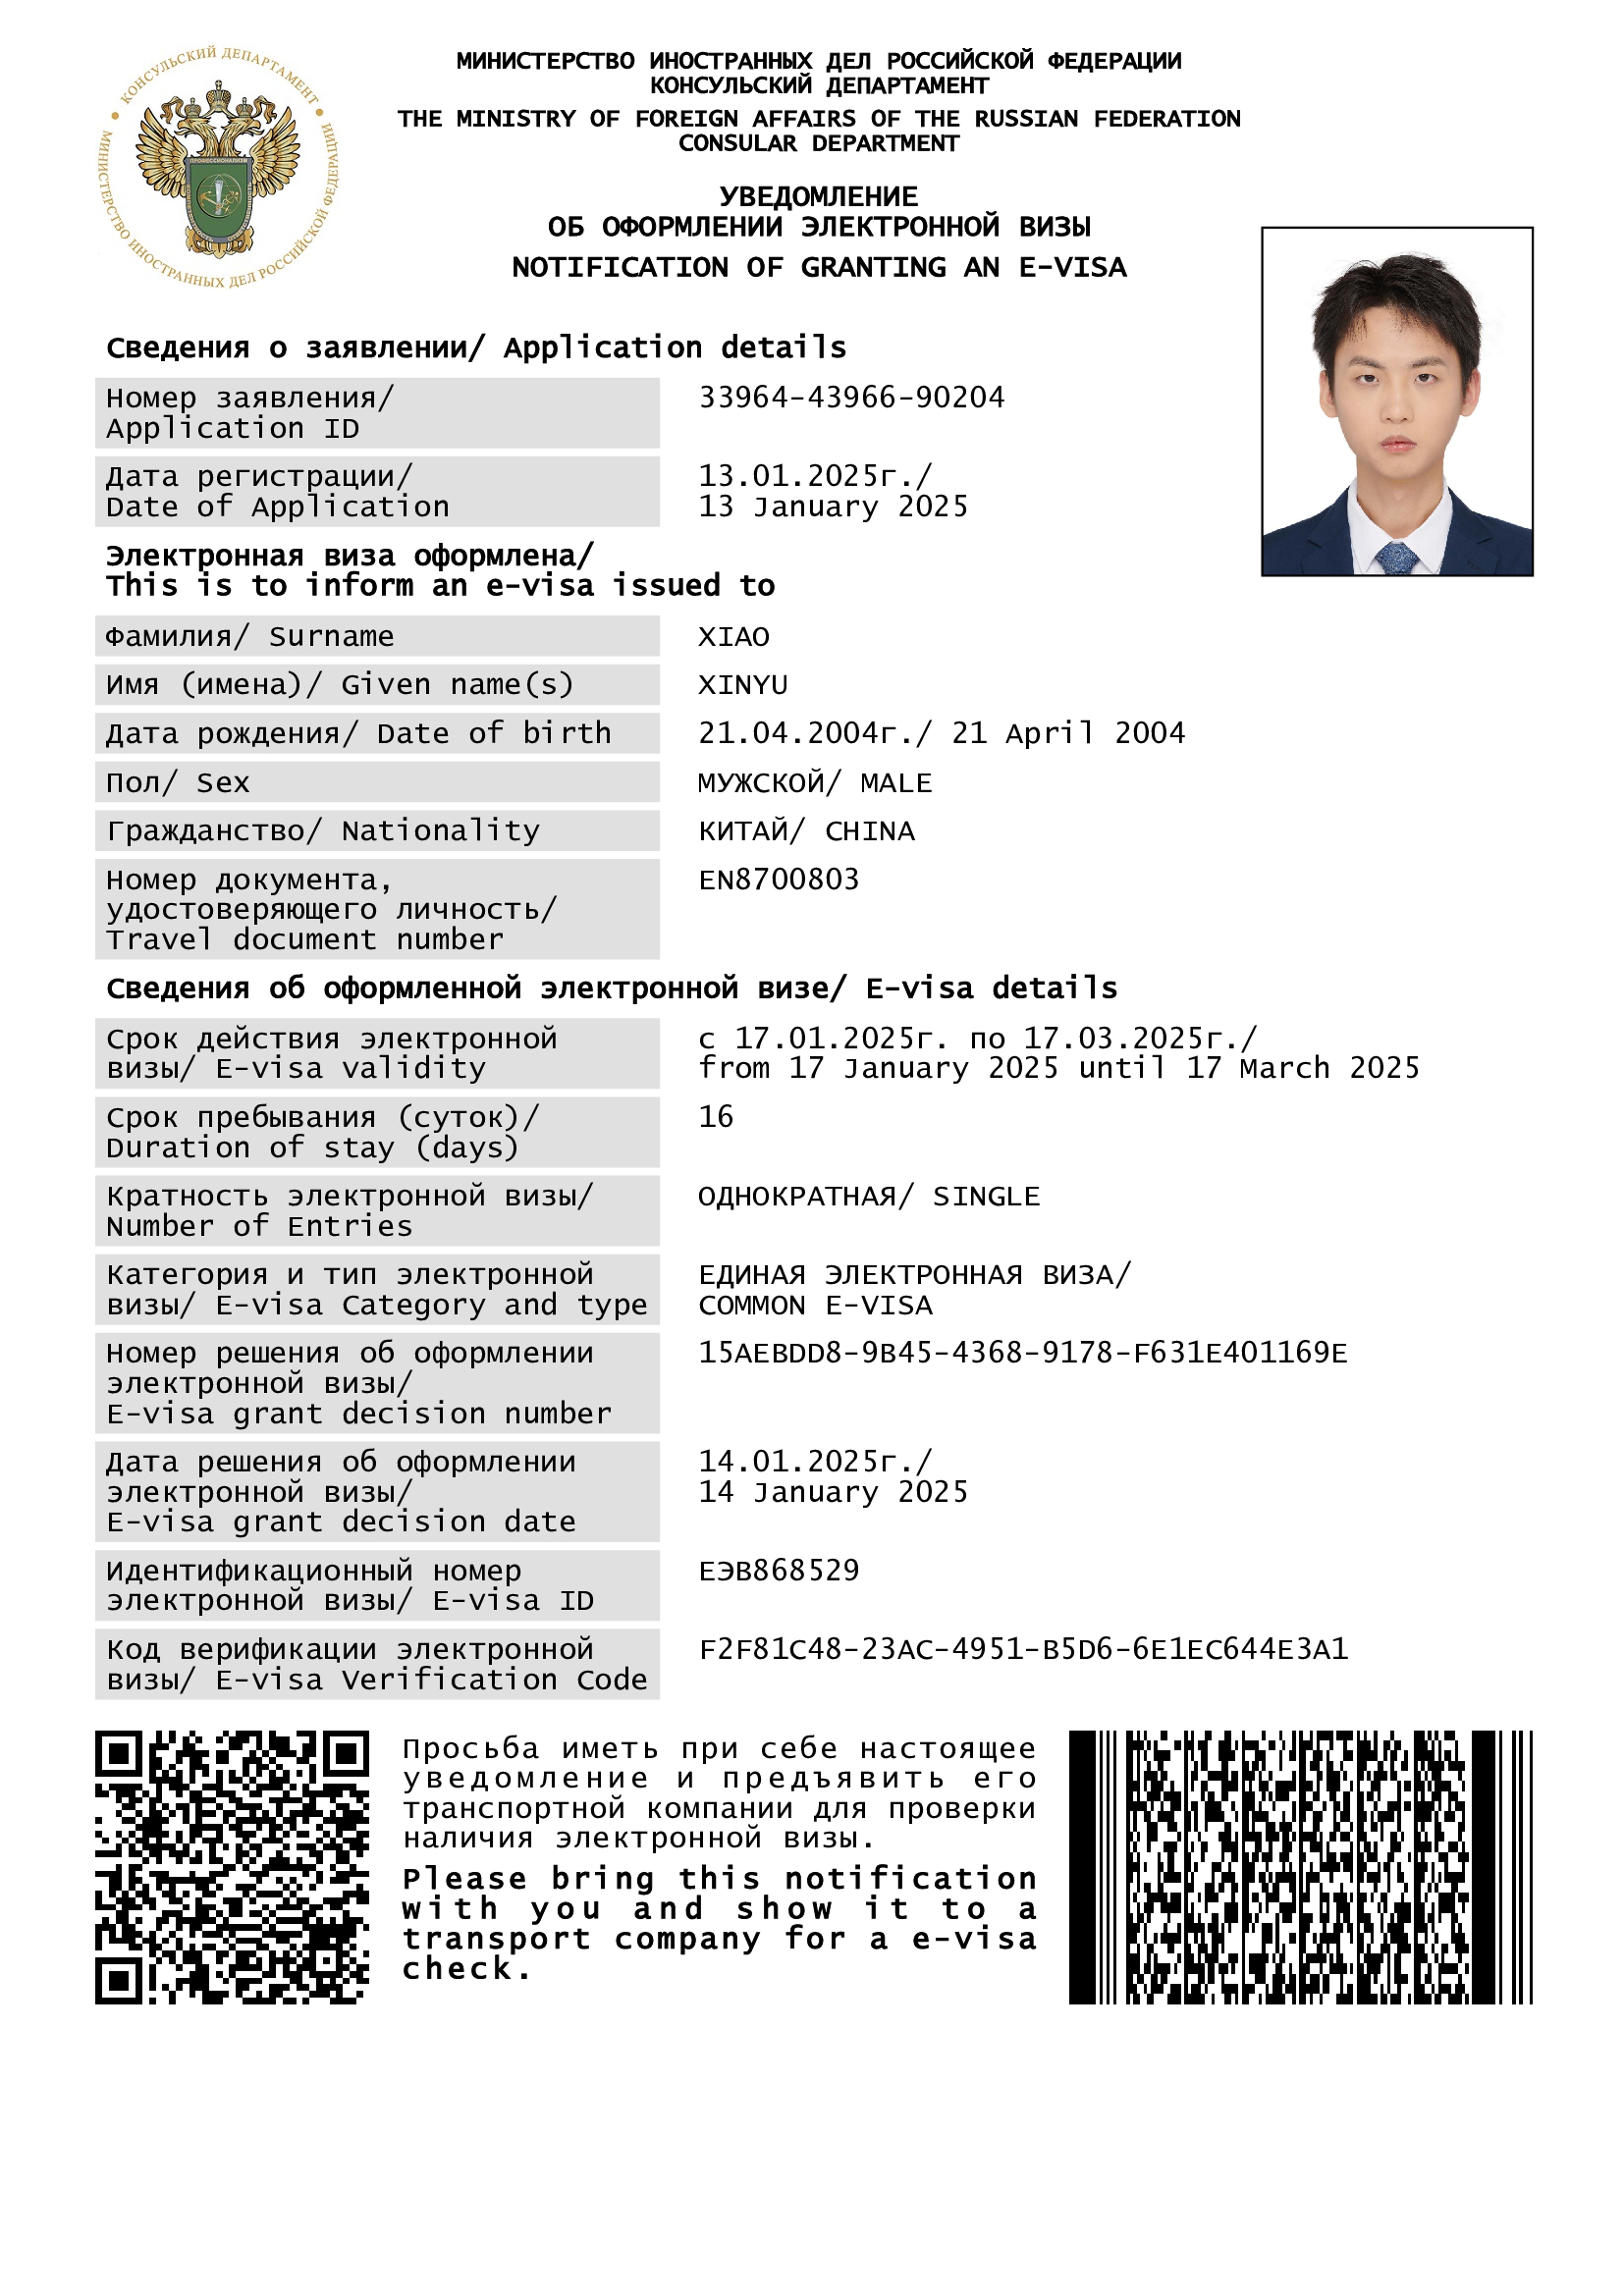 КОНСУЛЬСКИЙ ДЕПАРТАМЕНТ
МИНИСТЕРСТВО ИНОСТРАННЫХ ДЕЛ РОССИЙСКОЙ ФЕДЕРАЦИИ
ПРОФЕССИОНАЛИЗМ
МИНИСТЕРСТВО ИНОСТРАННЫХ ДЕЛ РОССИЙСКОЙ ФЕДЕРАЦИИ
КОНСУЛЬСКИЙ ДЕПАРТАМЕНТ
THE MINISTRY OF FOREIGN AFFAIRS OF THE RUSSIAN FEDERATION
CONSULAR DEPARTMENT
УВЕДОМЛЕНИЕ
ОБ ОФОРМЛЕНИИ ЭЛЕКТРОННОЙ ВИЗЫ
NOTIFICATION OF GRANTING AN E-VISA
Сведения о заявлении/ Application details
Номер заявления/
Application ID
33964-43966-90204
Дата регистрации/
Date of Application
13.01.2025г./
13 January 2025
Электронная виза оформлена/
This is to inform an e-visa issued to
Фамилия/ Surname
XIAO
Имя (имена)/ Given name(s)
XINYU
Дата рождения/ Date of birth
21.04.2004г./ 21 April 2004
Пол/ Sex
МУЖСКОЙ/ MALE
Гражданство/ Nationality
КИТАЙ/ CHINA
Номер документа,
удостоверяющего личность/
Travel document number
EN8700803
Сведения об оформленной электронной визе/ E-visa details
Срок действия электронной
визы/ E-visa validity
с 17.01.2025г. по 17.03.2025г./
from 17 January 2025 until 17 March 2025
Срок пребывания (суток)/
Duration of stay (days)
16
Кратность электронной визы/
Number of Entries
ОДНОКРАТНАЯ/ SINGLE
Категория и тип электронной
визы/ E-visa Category and type
ЕДИНАЯ ЭЛЕКТРОННАЯ ВИЗА/
COMMON E-VISA
Номер решения об оформлении
электронной визы/
E-visa grant decision number
15AEBDD8-9B45-4368-9178-F631E401169E
Дата решения об оформлении
электронной визы/
E-visa grant decision date
14.01.2025г./
14 January 2025
Идентификационный номер
электронной визы/ E-visa ID
ЕЭВ868529
Код верификации электронной
визы/ E-visa Verification Code
F2F81C48-23AC-4951-B5D6-6E1EC644E3A1
Просьба иметь при себе настоящее
уведомление и предъявить его
транспортной компании для проверки
наличия электронной визы.
Please bring this notification
with you and show it to a
transport company for a e-visa
check.